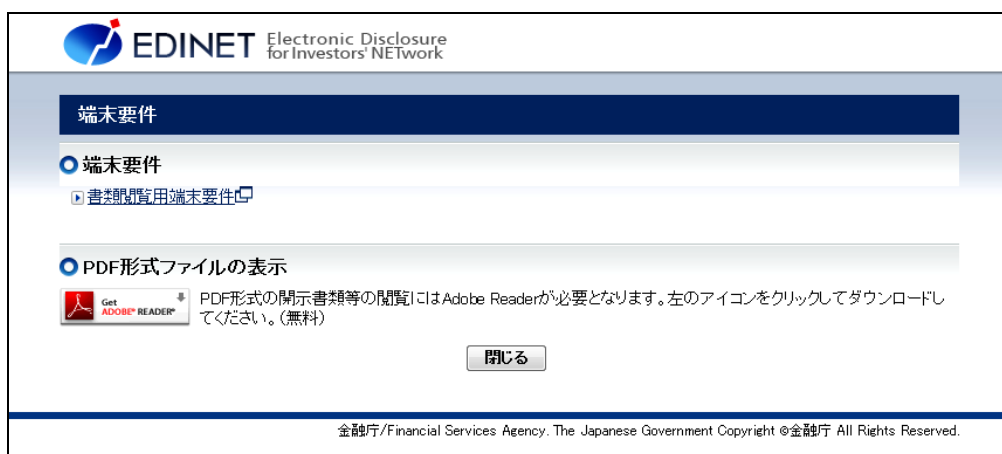 EDINET Electronic Disclosure
for Investors' NETwork
端末要件
端末要件
書類閲覧用端末要件
PDF形式ファイルの表示
Get
ADOBE® READER®
PDF形式の開示書類等の閲覧にはAdobe Readerが必要となります。左のアイコンをクリックしてダウンロードし
てください。(無料)
閉じる
金融庁/Financial Services Agency. The Japanese Government Copyright ©金融庁 All Rights Reserved.